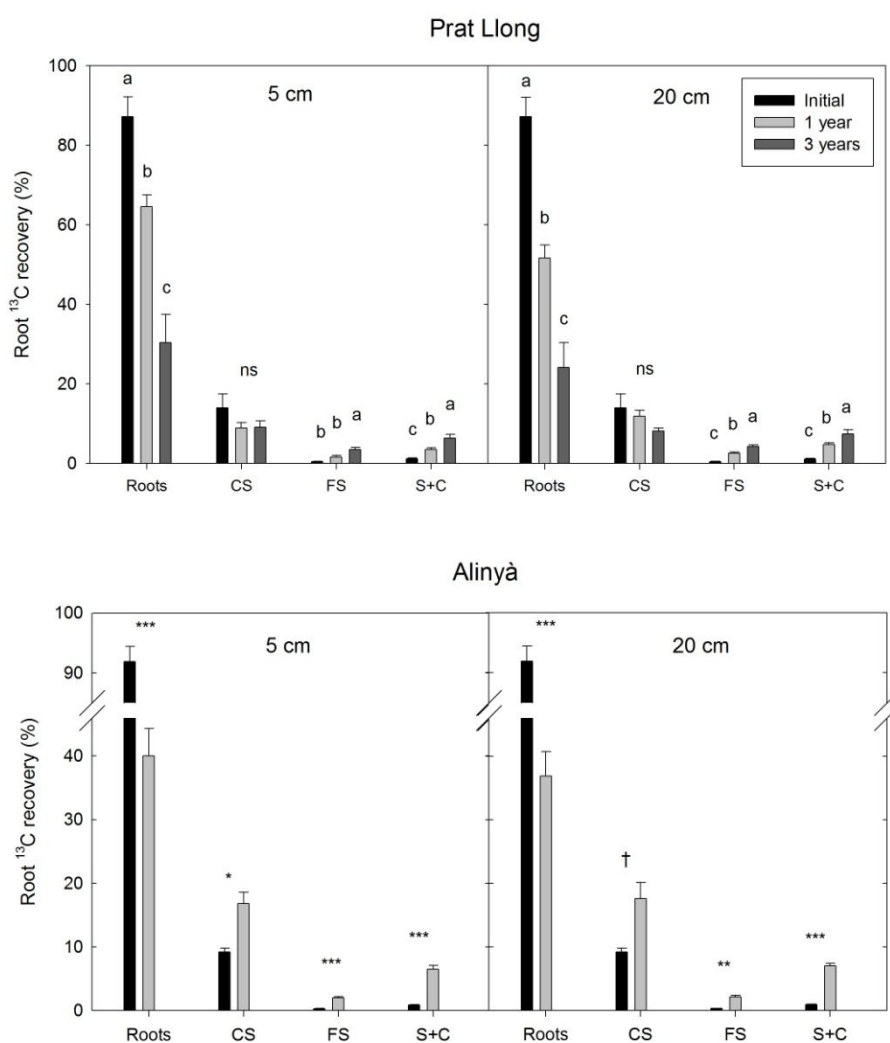 Prat Llong
100
80
60
40
20
0
Root ¹³C recovery (%)
5 cm
a
b
c
ns
b b a
c b a
Roots CS FS S+C
20 cm
a
b
c
ns
c b a
c b a
Roots CS FS S+C
Initial
1 year
3 years
Alinyà
100
90
40
30
20
10
0
Root ¹³C recovery (%)
5 cm
***
*
***
***
Roots CS FS S+C
20 cm
***
†
**
***
Roots CS FS S+C